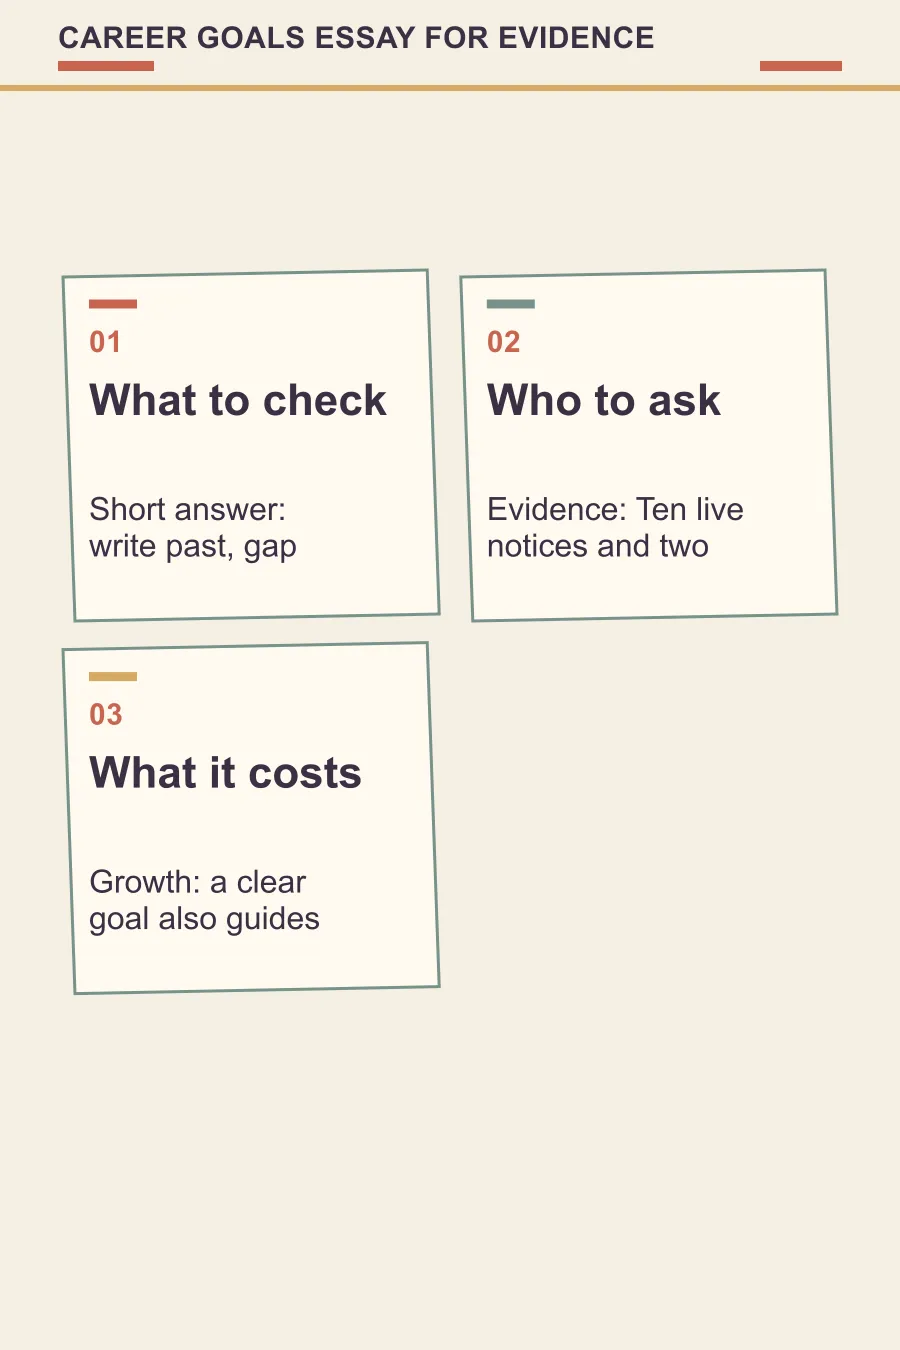 CAREER GOALS ESSAY FOR EVIDENCE
01
What to check
Short answer:
write past, gap
02
Who to ask
Evidence: Ten live
notices and two
03
What it costs
Growth: a clear
goal also guides